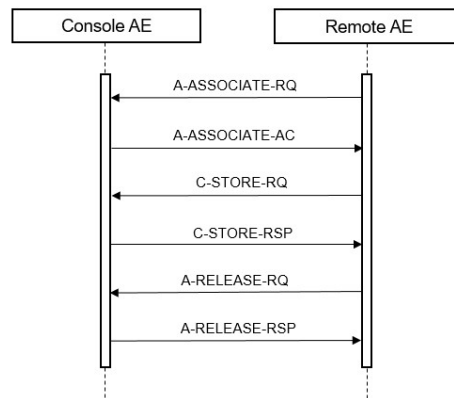 Console AE
Remote AE
A-ASSOCIATE-RQ
A-ASSOCIATE-AC
C-STORE-RQ
C-STORE-RSP
A-RELEASE-RQ
A-RELEASE-RSP